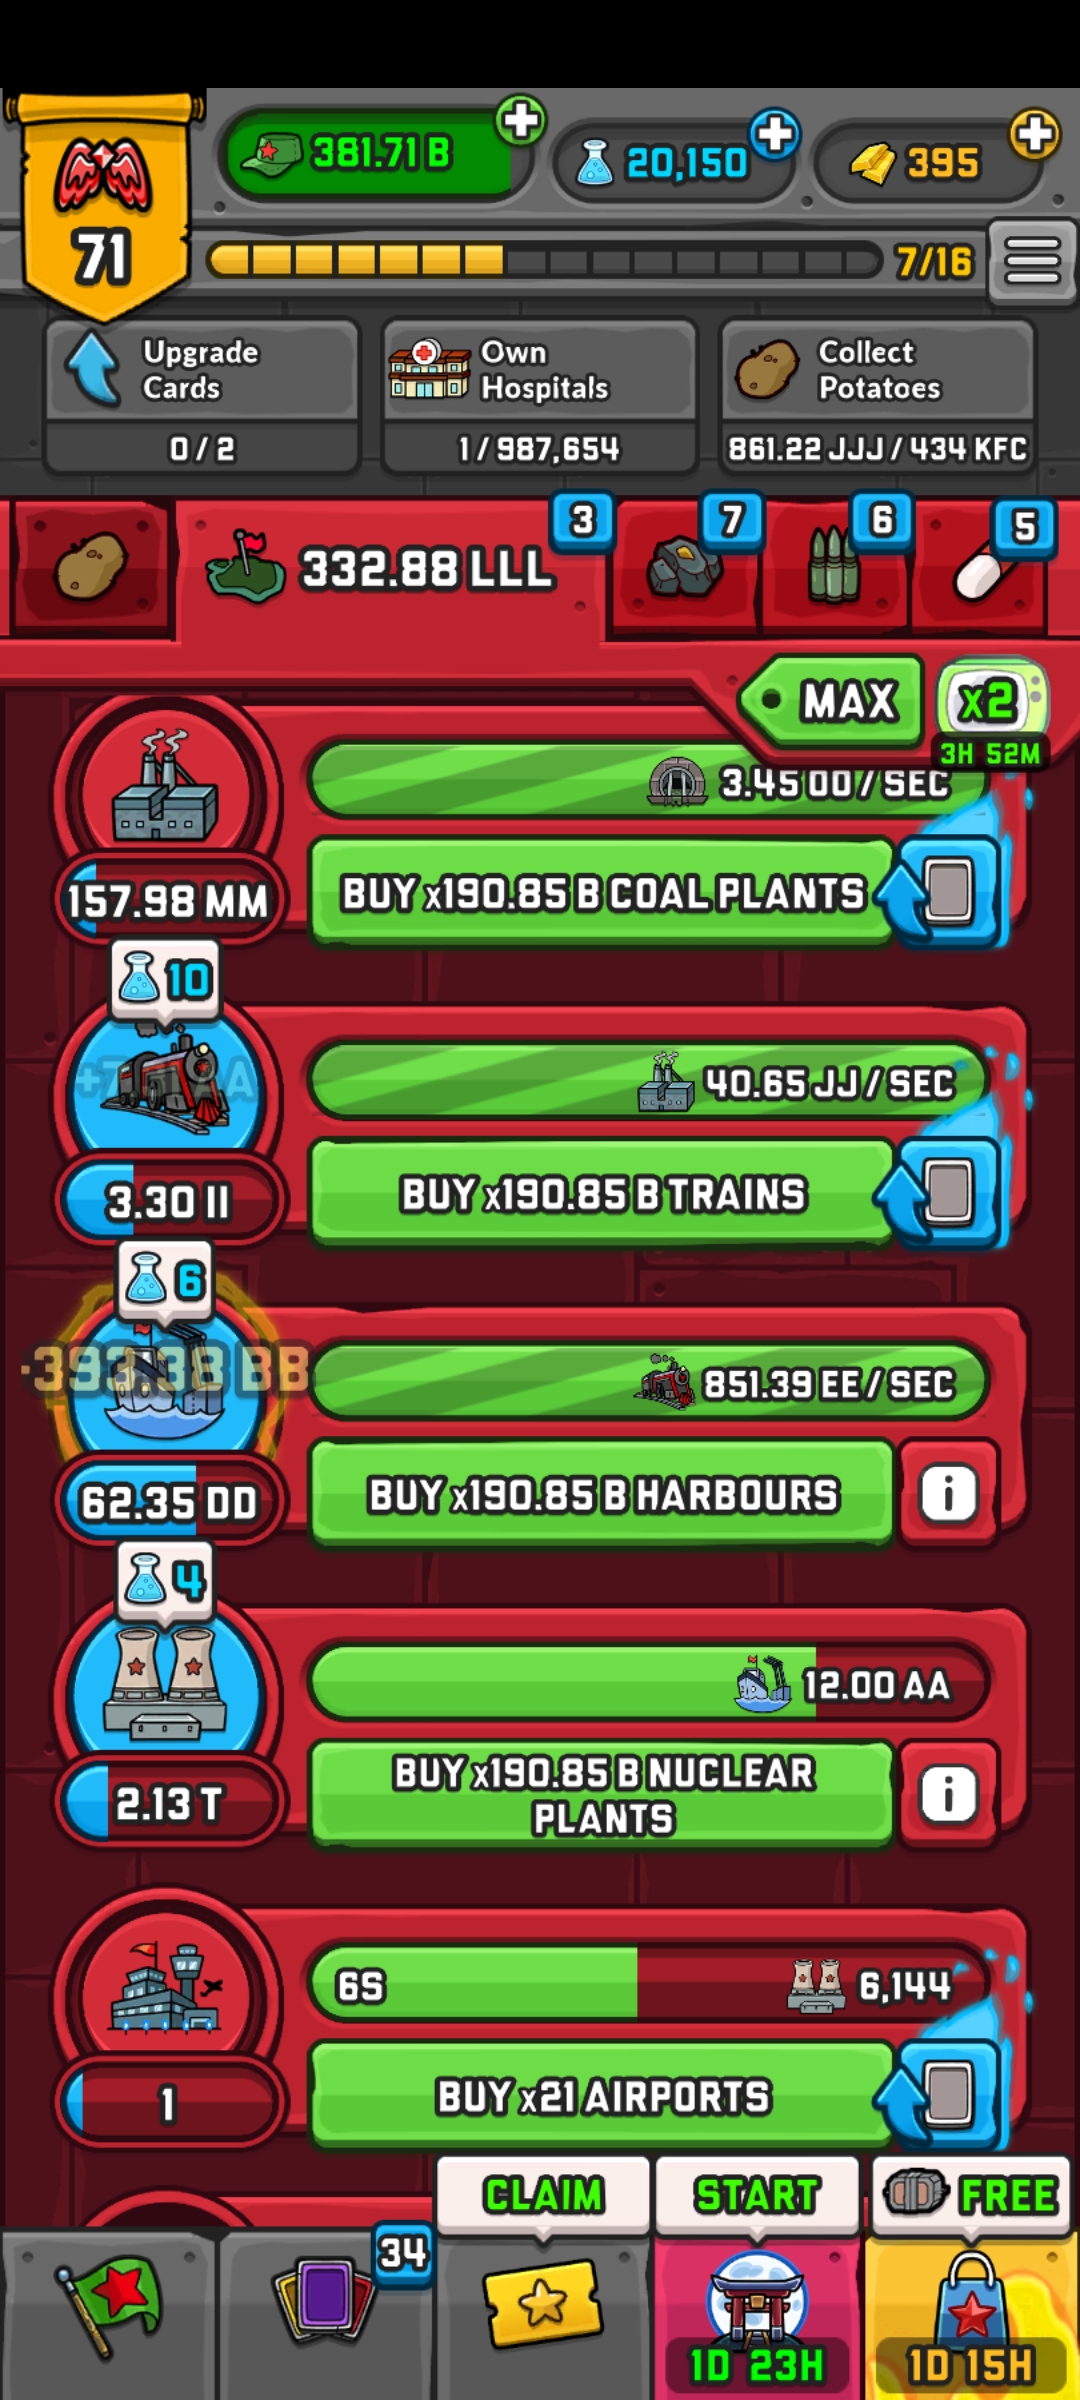 71
381.71 B
20,150
395
7/16
Upgrade
Cards
0 / 2
Own
Hospitals
1 / 987,654
Collect
Potatoes
861.22 JJJ / 434 KFC
332.88 LLL
3
7
6
5
MAX
x2
3H 52M
3.45 OO / SEC
157.98 MM
BUY x190.85 B COAL PLANTS
10
40.65 JJ / SEC
3.30 II
BUY x190.85 B TRAINS
6
393.38 BB
851.39 EE / SEC
62.35 DD
BUY x190.85 B HARBOURS
i
4
12.00 AA
2.13 T
BUY x190.85 B NUCLEAR
PLANTS
i
6S
6,144
1
BUY x21 AIRPORTS
CLAIM
START
FREE
34
1D 23H
1D 15H